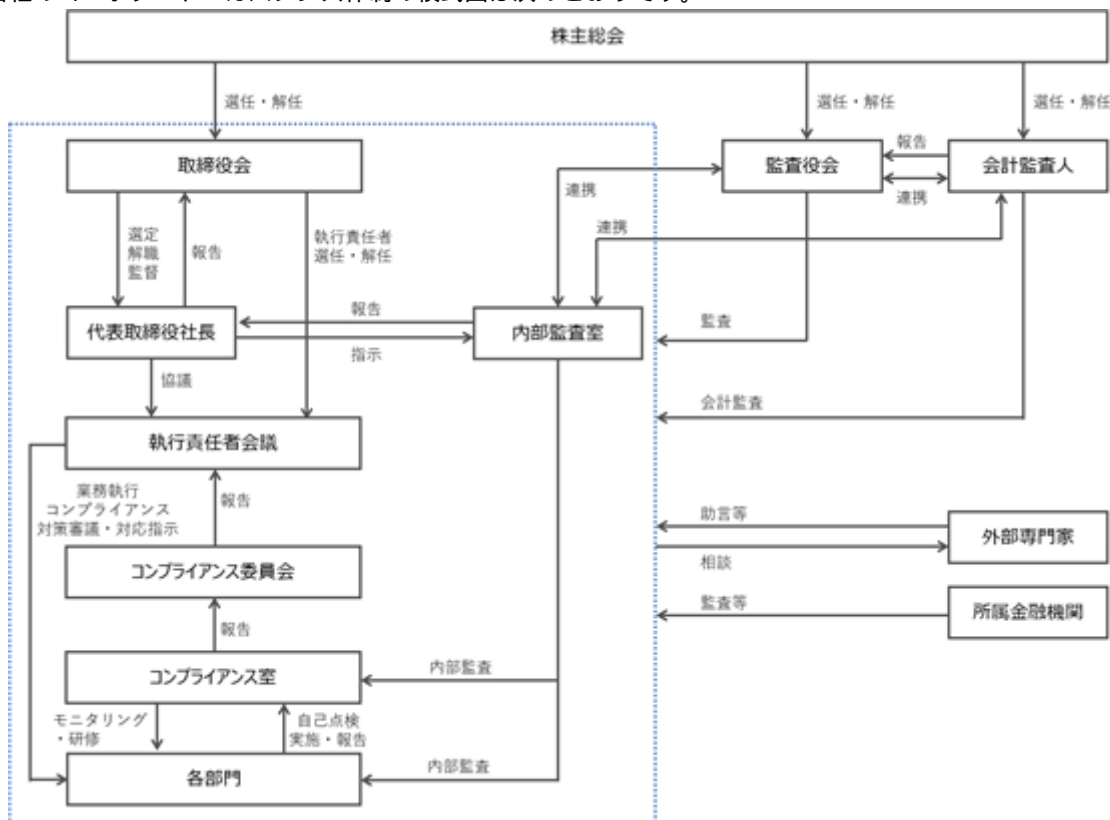 株主総会
選任・解任
選任・解任
選任・解任
取締役会
監査役会
報告
連携
会計監査人
連携
連携
選定
解職
監督
報告
執行責任者
選任・解任
代表取締役社長
報告
指示
内部監査室
監査
協議
会計監査
執行責任者会議
業務執行
コンプライアンス
対策審議・対応指示
報告
助言等
相談
外部専門家
コンプライアンス委員会
監査等
所属金融機関
報告
コンプライアンス室
内部監査
モニタリング
・研修
自己点検
実施・報告
各部門
内部監査